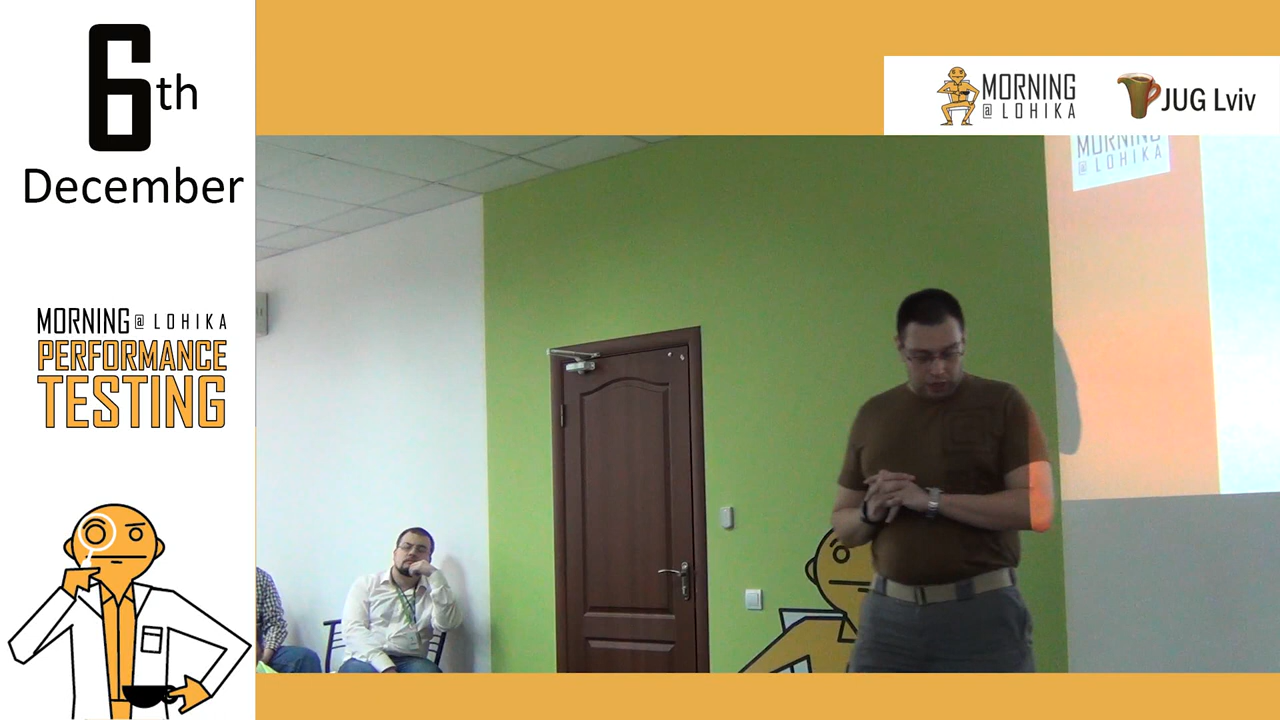 6th
December
MORNING @ LOHIKA
PERFORMANCE
TESTING
MORNING
@ LOHIKA
JUG Lviv
MORNING
@ LOHIKA